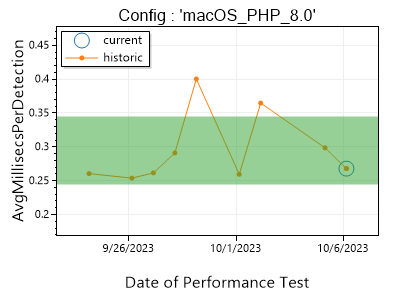 Config : 'macOS_PHP_8.0'
current
historic
AvgMillisecsPerDetection
0.45
0.4
0.35
0.3
0.25
0.2
9/26/2023 10/1/2023 10/6/2023
Date of Performance Test